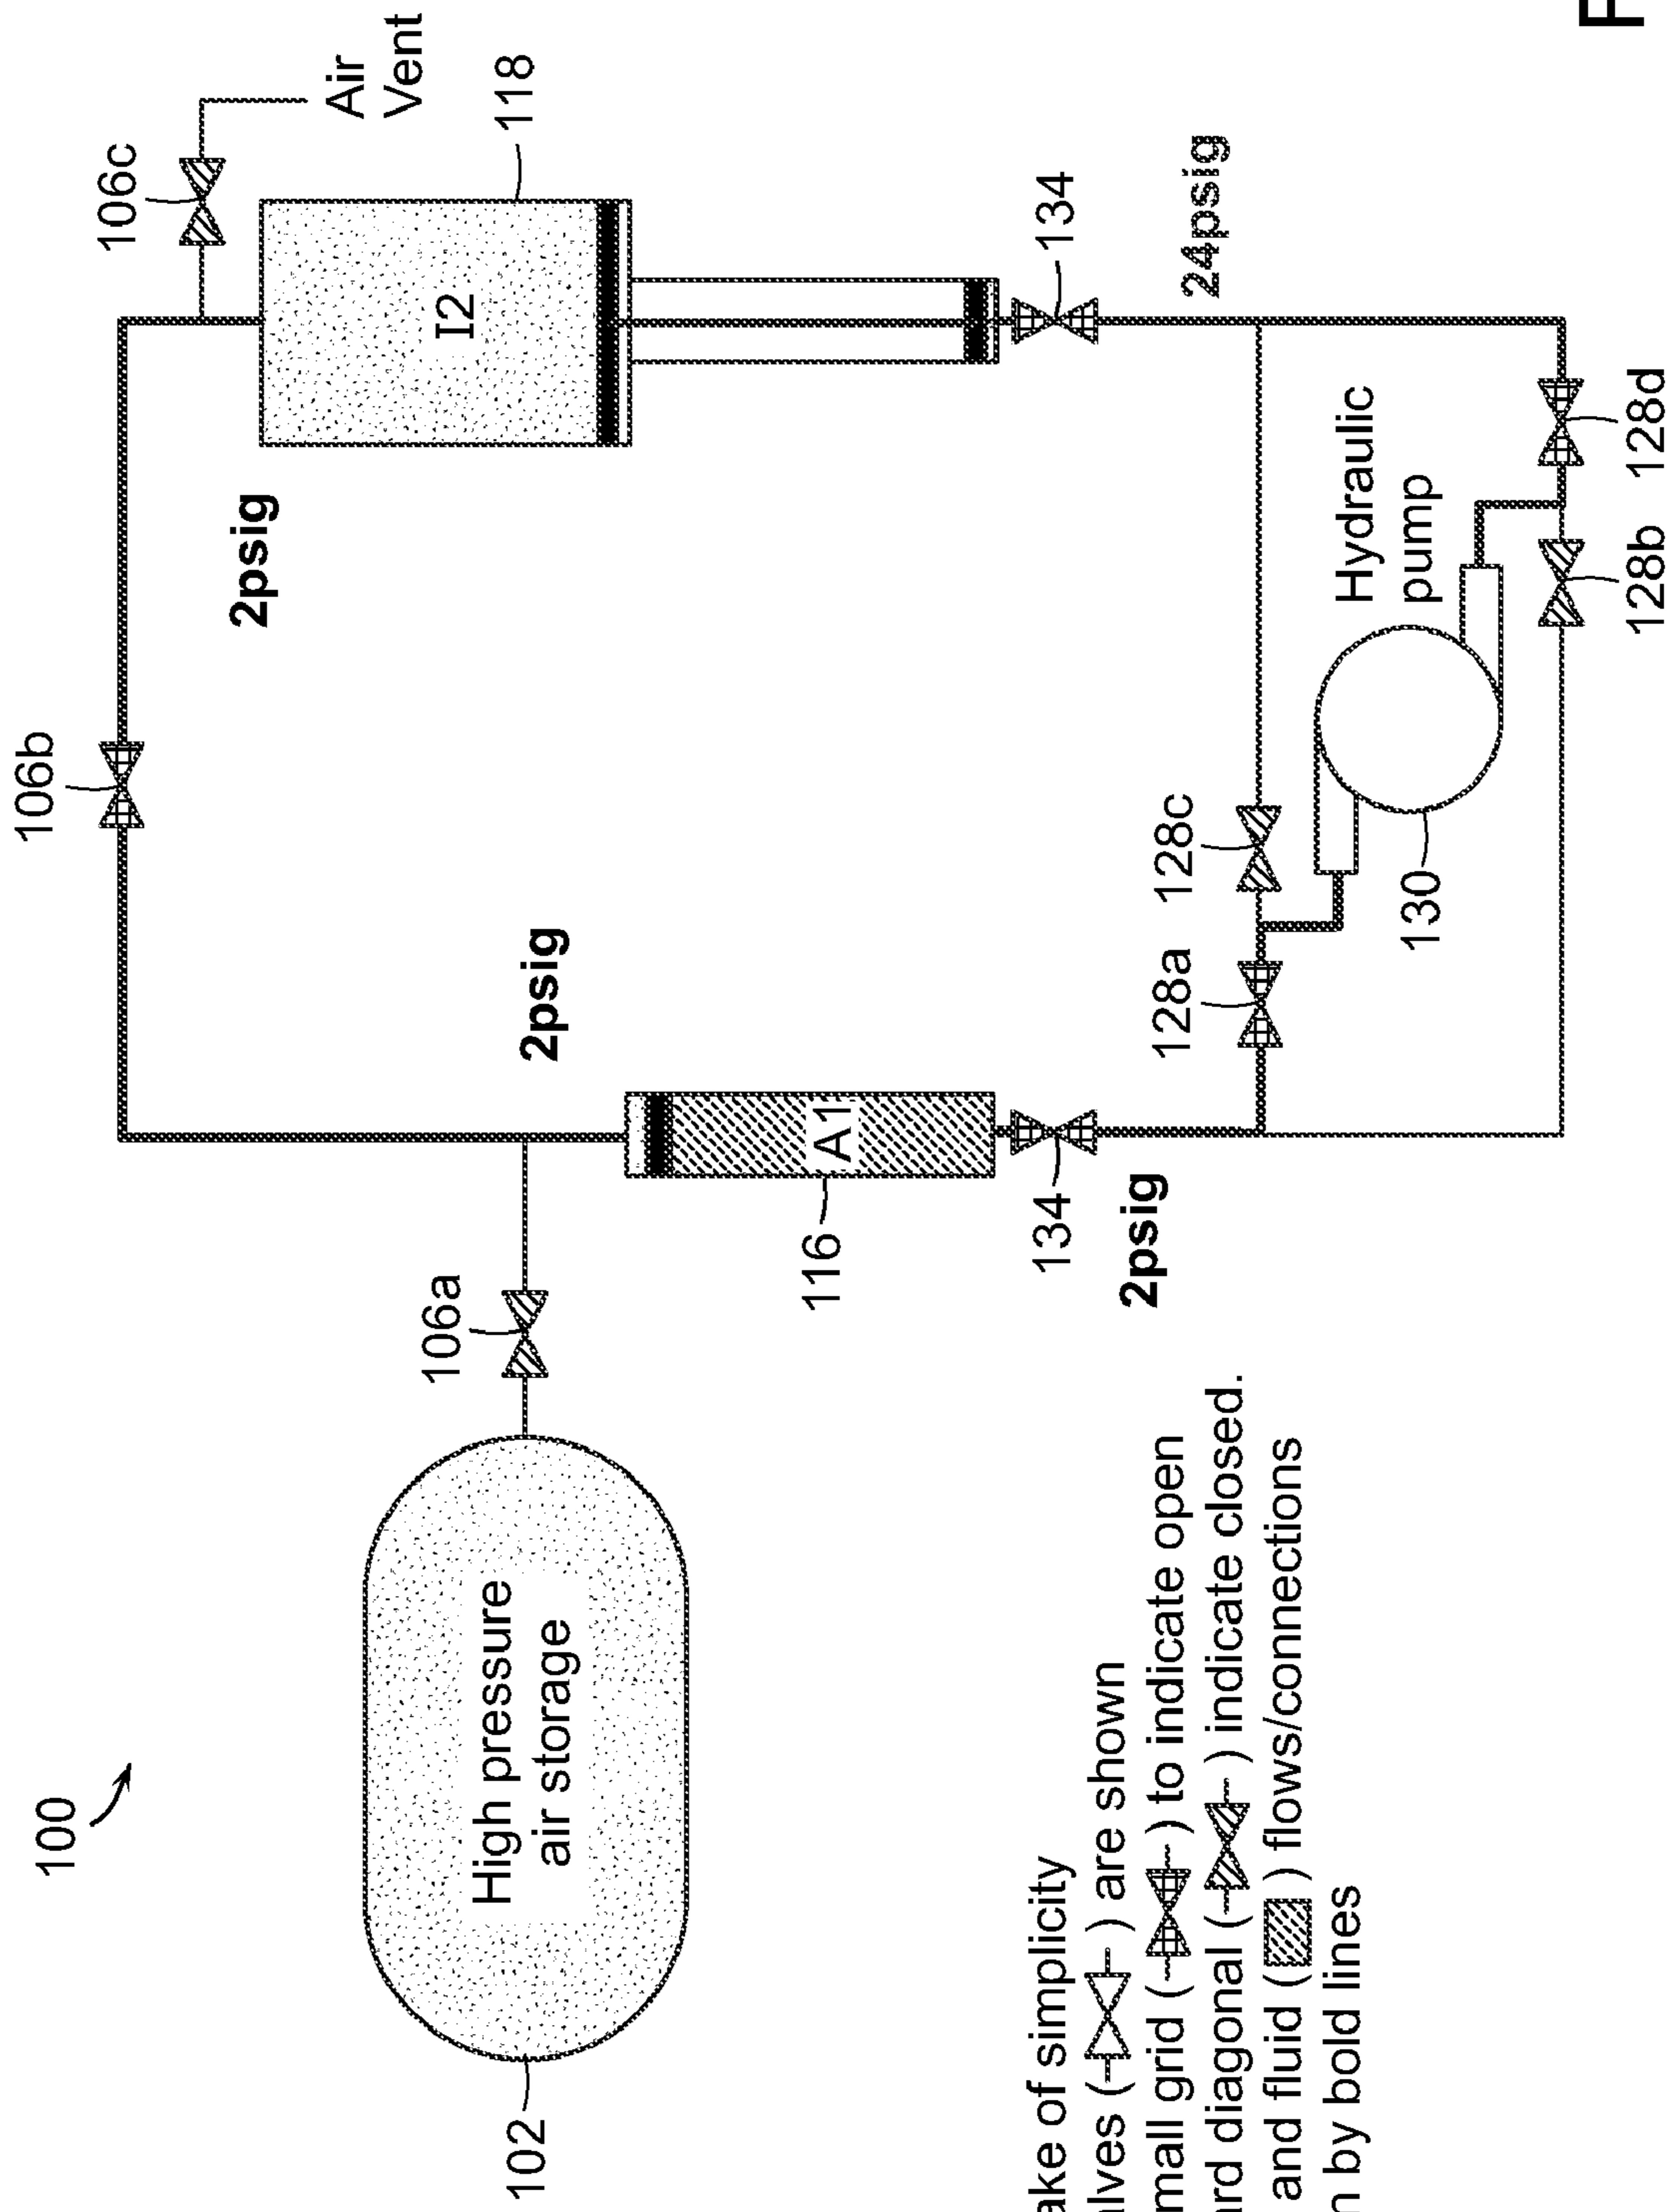 100
106b
106c
Air
Vent
118
I2
2psig
2psig
106a
High pressure
air storage
102
116
A1
134
2psig
134
24psig
128a
128c
Hydraulic
pump
130
128b
128d
ake of simplicity
alves ( ) are shown
mall grid ( ) to indicate open
ard diagonal ( ) indicate closed.
and fluid ( ) flows/connections
n by bold lines
F